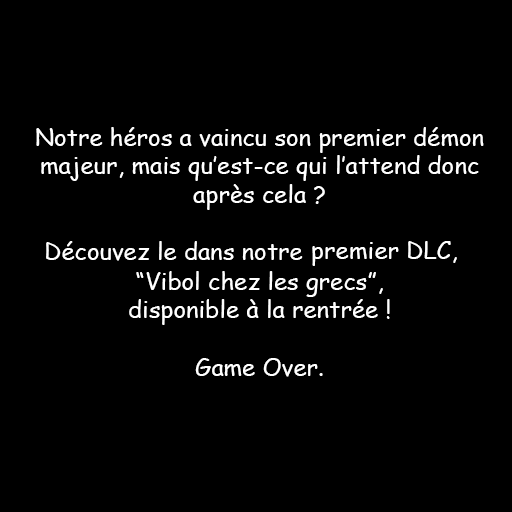 Notre héros a vaincu son premier démon
majeur, mais qu’est-ce qui l’attend donc
après cela ?
Découvez le dans notre premier DLC,
“Vibol chez les grecs”,
disponible à la rentrée !
Game Over.